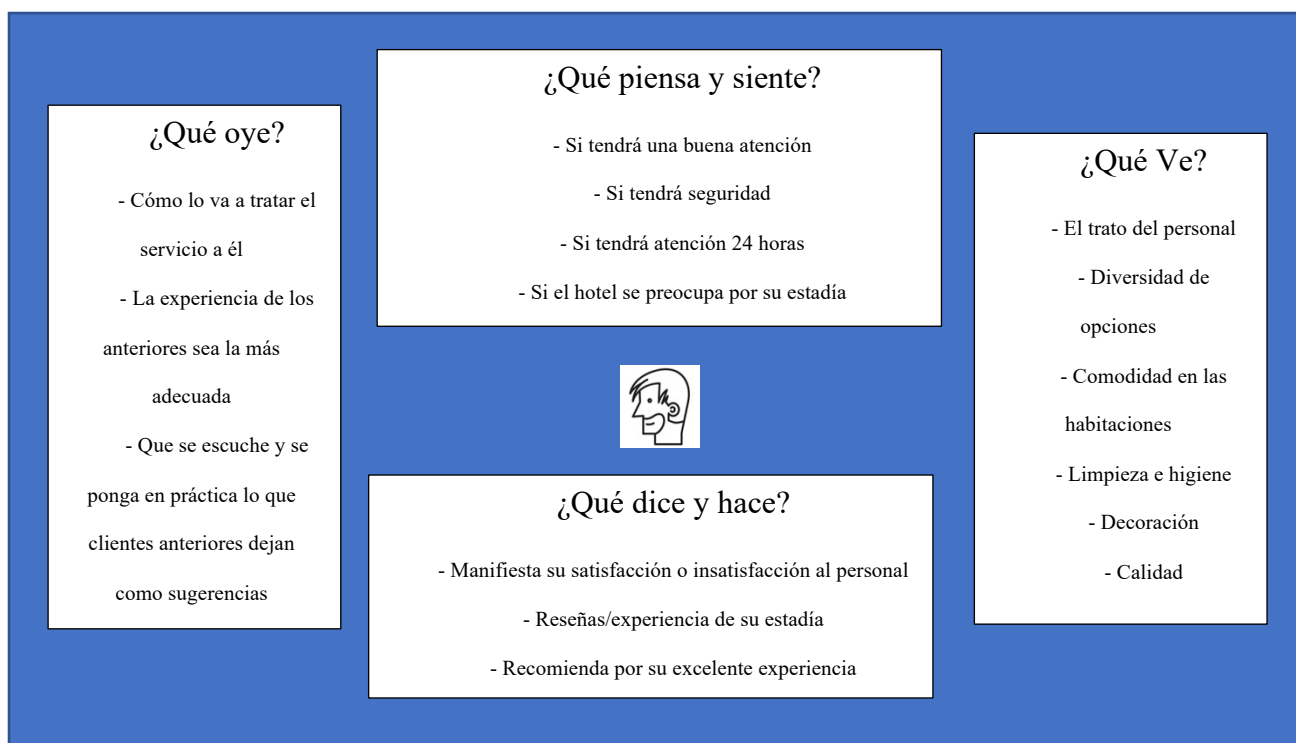 ¿Qué oye?
- Cómo lo va a tratar el
servicio a él
- La experiencia de los
anteriores sea la más
adecuada
- Que se escuche y se
ponga en práctica lo que
clientes anteriores dejan
como sugerencias
¿Qué piensa y siente?
- Si tendrá una buena atención
- Si tendrá seguridad
- Si tendrá atención 24 horas
- Si el hotel se preocupa por su estadía
¿Qué Ve?
- El trato del personal
- Diversidad de
opciones
- Comodidad en las
habitaciones
- Limpieza e higiene
- Decoración
- Calidad
¿Qué dice y hace?
- Manifiesta su satisfacción o insatisfacción al personal
- Reseñas/experiencia de su estadía
- Recomienda por su excelente experiencia